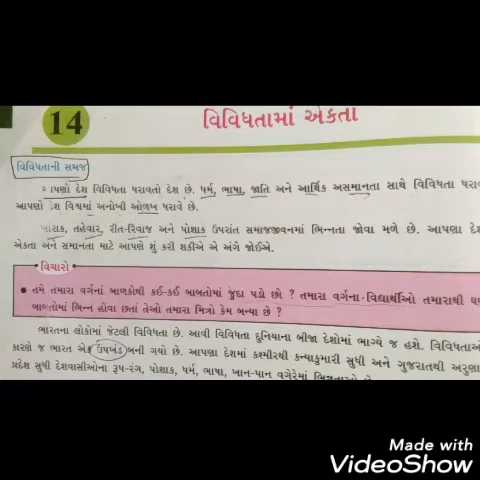 14
વિવિધતામાં એકતા
વિવિધતાની સમજ
દેશ વિવિધતા ધરાવતો દેશ છે. ધર્મ, ભાષા, જાતિ અને આર્થિક અસમાનતા સાથે વિવિધતા
આપણો દેશ વિશ્વમાં અનોખી ઓળખ ધરાવે છે.
તહેવાર, રીત-રિવાજ અને પોશાક ઉપરાંત સમાજજીવનમાં ભિન્નતા જોવા મળે છે. આપણા
એકતા અને સમાનતા માટે આપણે શું કરી શકીએ એ અંગે જોઈએ.
વિચારો
• તમે તમારા વર્ગનાં બાળકોથી કઈ-કઈ બાબતોમાં જુદા પડો છો ? તમારા વર્ગના વિદ્યાર્થીઓ તમારાથી
બાબતોમાં ભિન્ન હોવા છતાં તેઓ તમારા મિત્રો કેમ બન્યા છે ?
ભારતના લોકોમાં જેટલી વિવિધતા છે. આવી વિવિધતા દુનિયાના બીજા દેશોમાં ભાગ્યે જ હશે.
કારણે જ ભારત એક ઉપખંડ બની ગયો છે. આપણા દેશમાં કશ્મીરથી કન્યાકુમારી સુધી અને ગુજરાતથી
પ્રદેશ સુધી દેશવાસીઓના રૂપ-રંગ, પોશાક, ધર્મ, ભાષા, ખાન-પાન વગેરેમાં
Made with
VideoShow